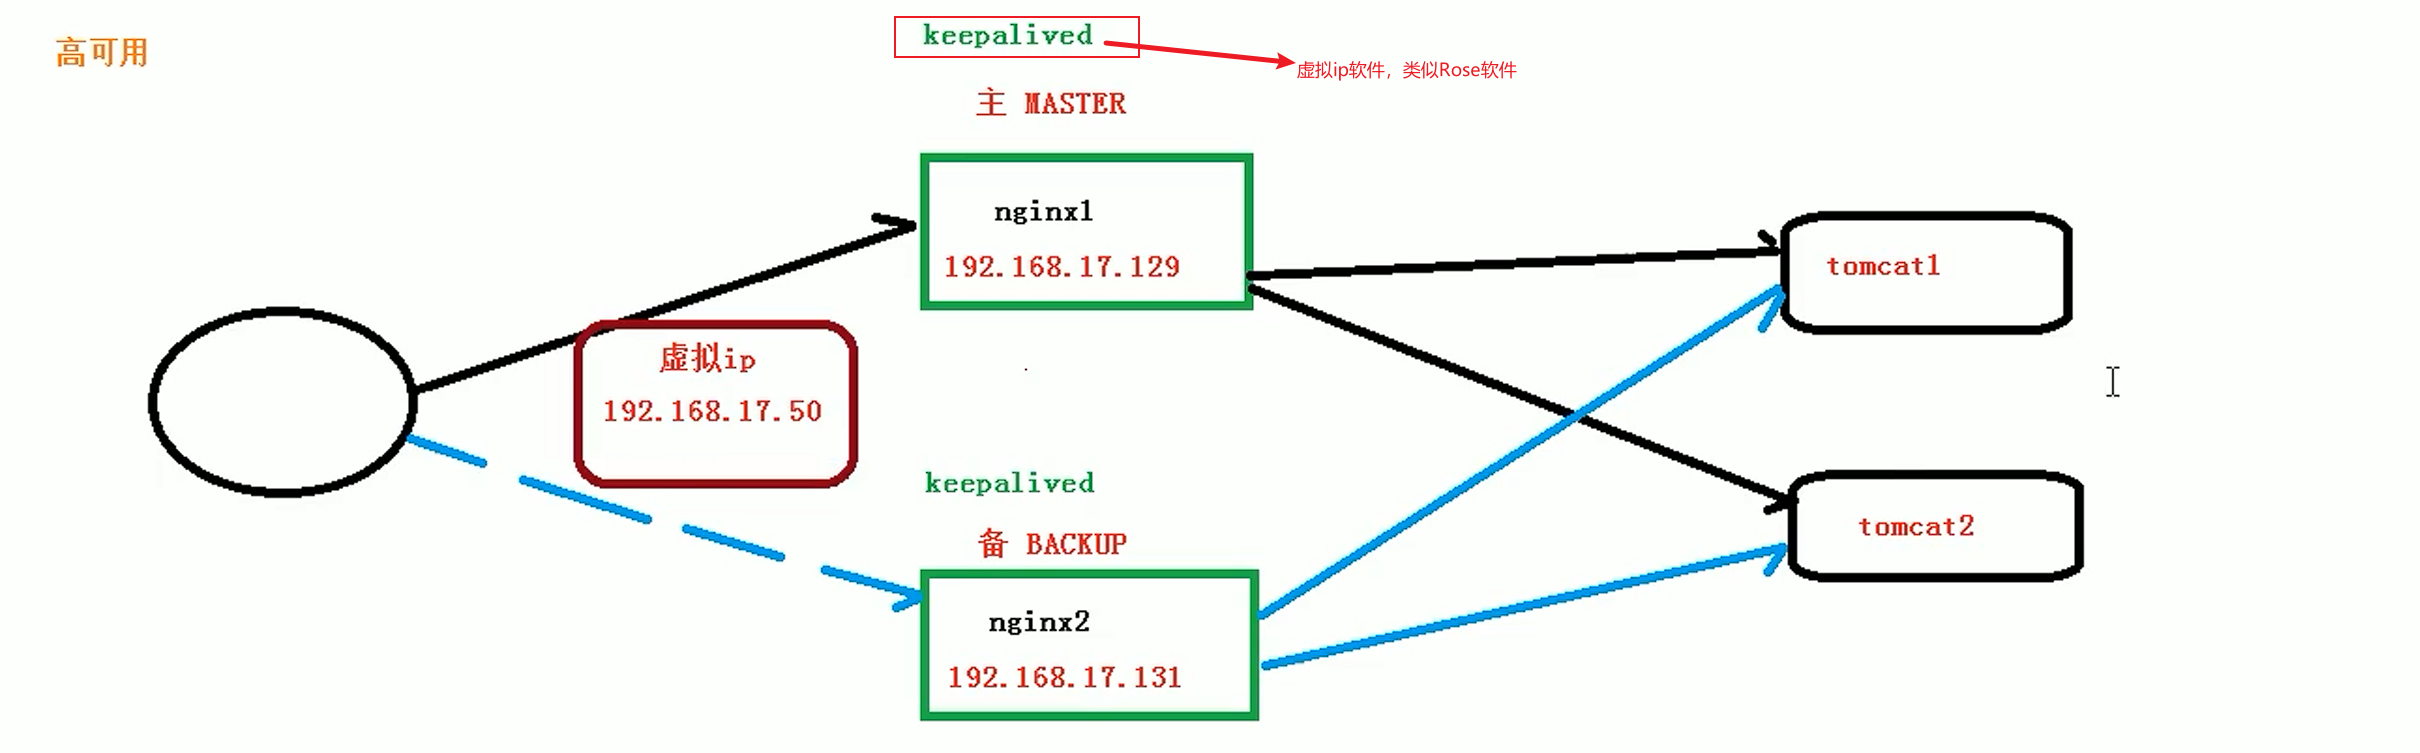 高可用
keepalived
虚拟ip软件，类似Rose软件
主 MASTER
nginx1
192.168.17.129
tomcat1
虚拟ip
192.168.17.50
keepalived
备 BACKUP
tomcat2
nginx2
192.168.17.131